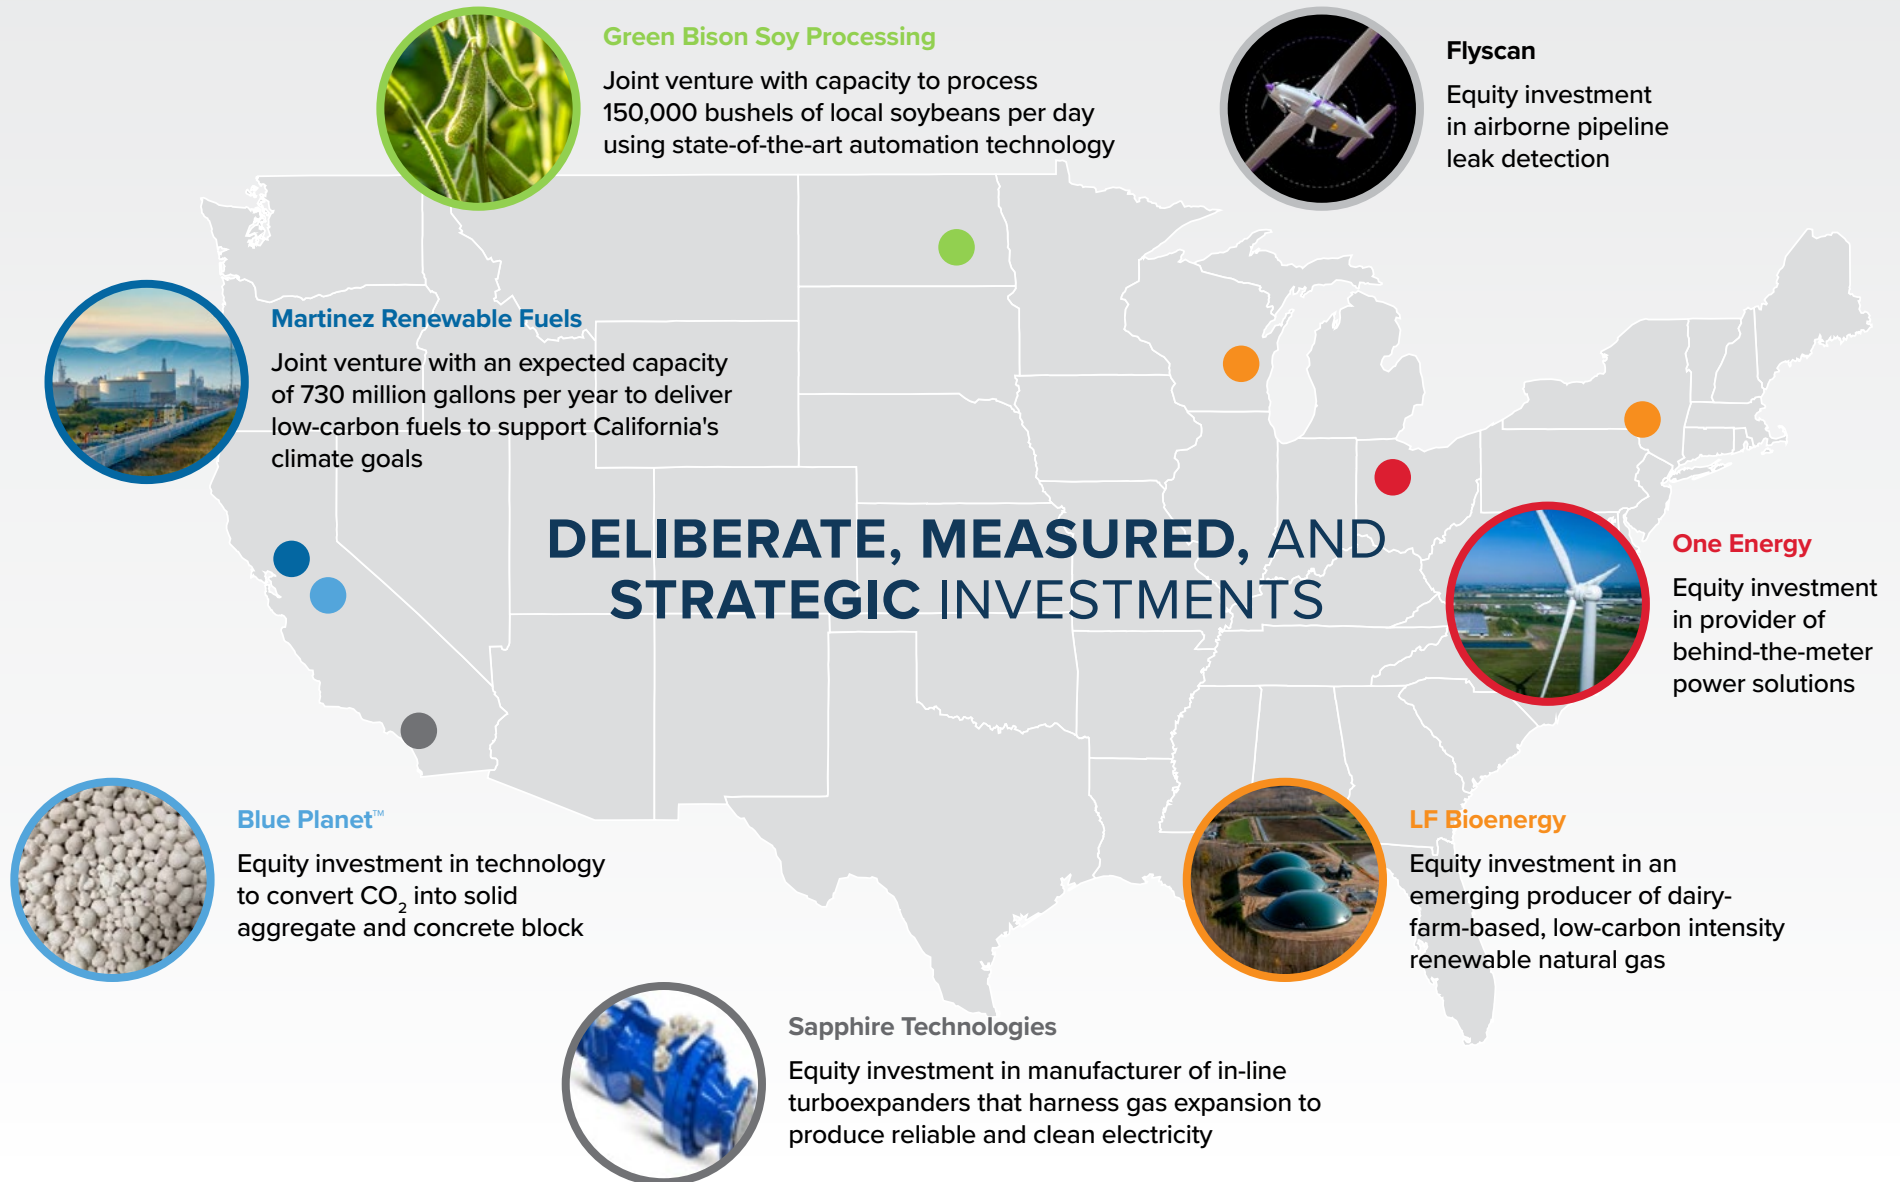 Green Bison Soy Processing
Joint venture with capacity to process
150,000 bushels of local soybeans per day
using state-of-the-art automation technology
Flyscan
Equity investment
in airborne pipeline
leak detection
Martinez Renewable Fuels
Joint venture with an expected capacity
of 730 million gallons per year to deliver
low-carbon fuels to support California's
climate goals
DELIBERATE, MEASURED, AND
STRATEGIC INVESTMENTS
One Energy
Equity investment
in provider of
behind-the-meter
power solutions
Blue Planet™
Equity investment in technology
to convert CO₂ into solid
aggregate and concrete block
LF Bioenergy
Equity investment in an
emerging producer of dairy-
farm-based, low-carbon intensity
renewable natural gas
Sapphire Technologies
Equity investment in manufacturer of in-line
turboexpanders that harness gas expansion to
produce reliable and clean electricity